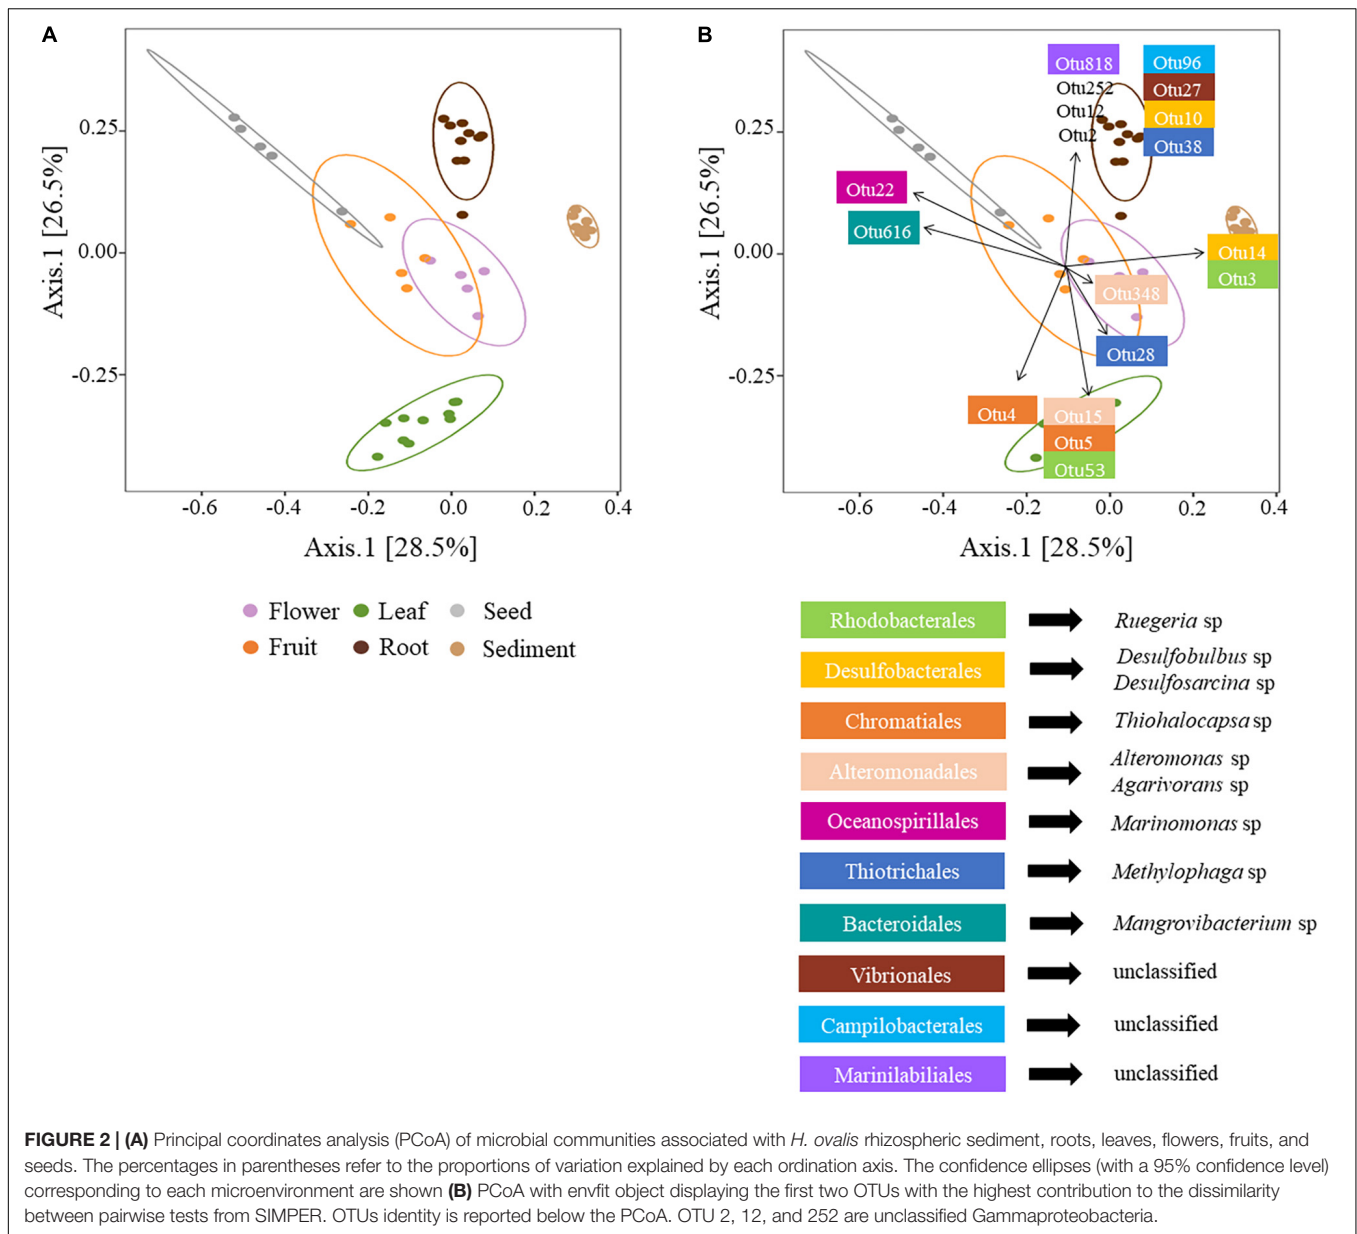 A
B
0.25
0.00
-0.25
Axis.1 [26.5%]
-0.6
-0.4
-0.2
0.0
0.2
0.4
Axis.1 [28.5%]
Flower
Leaf
Seed
Fruit
Root
Sediment
0.25
0.00
-0.25
Axis.1 [26.5%]
Otu818
Otu252
Otu12
Otu2
Otu96
Otu27
Otu10
Otu38
Otu22
Otu616
Otu14
Otu3
Otu348
Otu28
Otu4
Otu15
Otu5
Otu53
-0.6
-0.4
-0.2
0.0
0.2
0.4
Axis.1 [28.5%]
Rhodobacterales
Ruegeria sp
Desulfobacterales
Desulfobulbus sp
Desulfosarcina sp
Chromatiales
Thiohalocapsa sp
Alteromonadales
Alteromonas sp
Agarivorans sp
Oceanospirillales
Marinomonas sp
Thiotrichales
Methylophaga sp
Bacteroidales
Mangrovibacterium sp
Vibrionales
unclassified
Campilobacterales
unclassified
Marinilabiliales
unclassified
FIGURE 2 | (A) Principal coordinates analysis (PCoA) of microbial communities associated with H. ovalis rhizospheric sediment, roots, leaves, flowers, fruits, and
seeds. The percentages in parentheses refer to the proportions of variation explained by each ordination axis. The confidence ellipses (with a 95% confidence level)
corresponding to each microenvironment are shown (B) PCoA with envfit object displaying the first two OTUs with the highest contribution to the dissimilarity
between pairwise tests from SIMPER. OTUs identity is reported below the PCoA. OTU 2, 12, and 252 are unclassified Gammaproteobacteria.